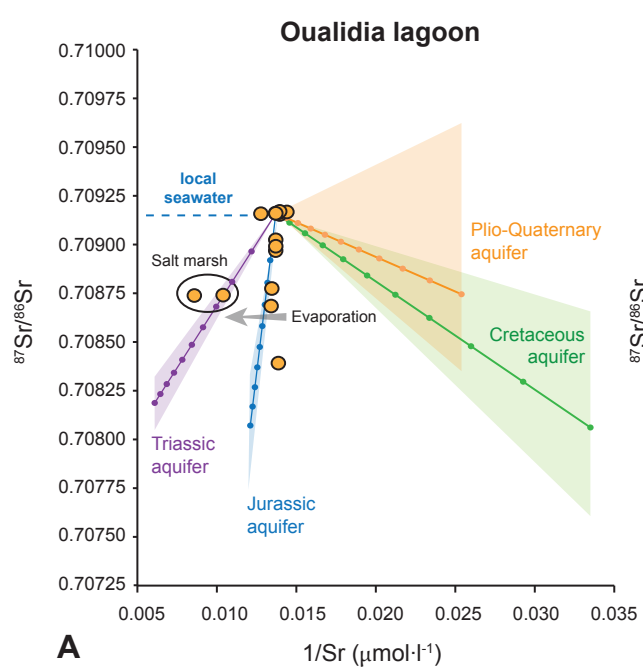 Oualidia lagoon
0.71000
0.70975
0.70950
0.70925
0.70900
0.70875
0.70850
0.70825
0.70800
0.70775
0.70750
0.70725
⁸⁷Sr/⁸⁶Sr
local
seawater
Salt marsh
Evaporation
Plio-Quaternary
aquifer
Cretaceous
aquifer
Triassic
aquifer
Jurassic
aquifer
0.005 0.010 0.015 0.020 0.025 0.030 0.035
A
1/Sr (μmol·l⁻¹)
⁸⁷Sr/⁸⁶Sr